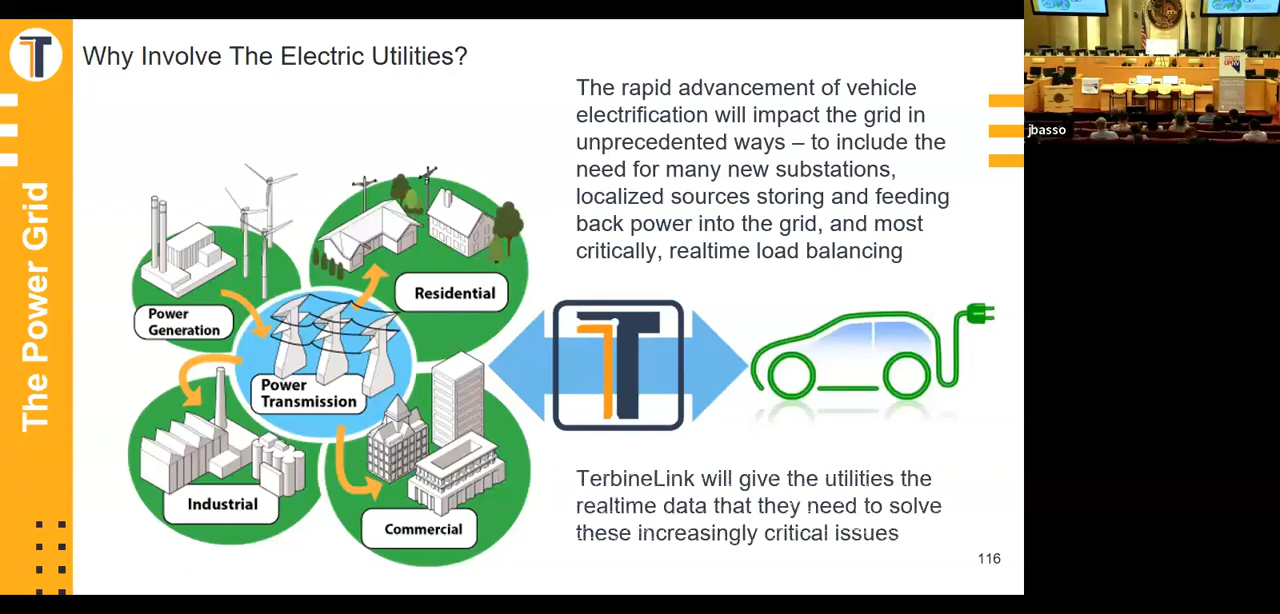 The Power Grid
Why Involve The Electric Utilities?
The rapid advancement of vehicle
electrification will impact the grid in
unprecedented ways – to include the
need for many new substations,
localized sources storing and feeding
back power into the grid, and most
critically, realtime load balancing
Power
Generation
Residential
Power
Transmission
Industrial
Commercial
TerbineLink will give the utilities the
realtime data that they need to solve
these increasingly critical issues
116
jbasso